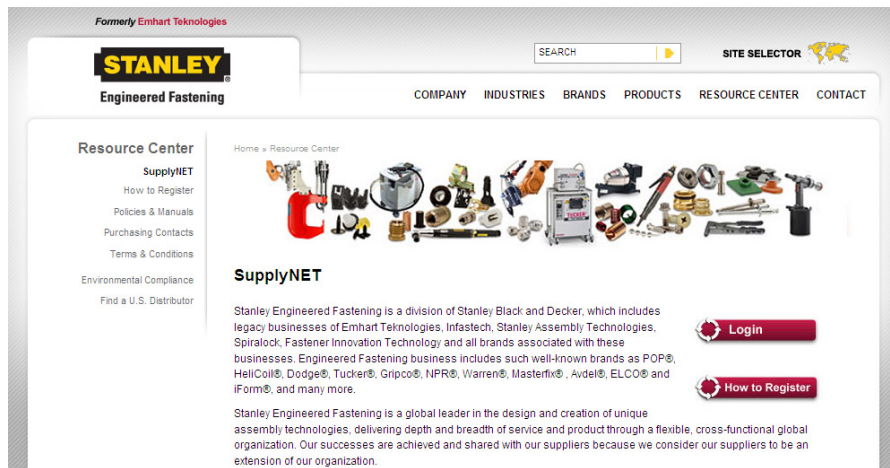 Formerly Emhart Teknologies
STANLEY®
Engineered Fastening
SEARCH
SITE SELECTOR
COMPANY INDUSTRIES BRANDS PRODUCTS RESOURCE CENTER CONTACT
Resource Center
SupplyNET
How to Register
Policies & Manuals
Purchasing Contacts
Terms & Conditions
Environmental Compliance
Find a U.S. Distributor
Home » Resource Center
TUCKER
SupplyNET
Stanley Engineered Fastening is a division of Stanley Black and Decker, which includes
legacy businesses of Emhart Teknologies, Infastech, Stanley Assembly Technologies,
Spiralock, Fastener Innovation Technology and all brands associated with these
businesses. Engineered Fastening business includes such well-known brands as POP®,
HeliCoil®, Dodge®, Tucker®, Gripco®, NPR®, Warren®, Masterfix® , Avdel®, ELCO® and
iForm®, and many more.
Login
How to Register
Stanley Engineered Fastening is a global leader in the design and creation of unique
assembly technologies, delivering depth and breadth of service and product through a flexible, cross-functional global
organization. Our successes are achieved and shared with our suppliers because we consider our suppliers to be an
extension of our organization.